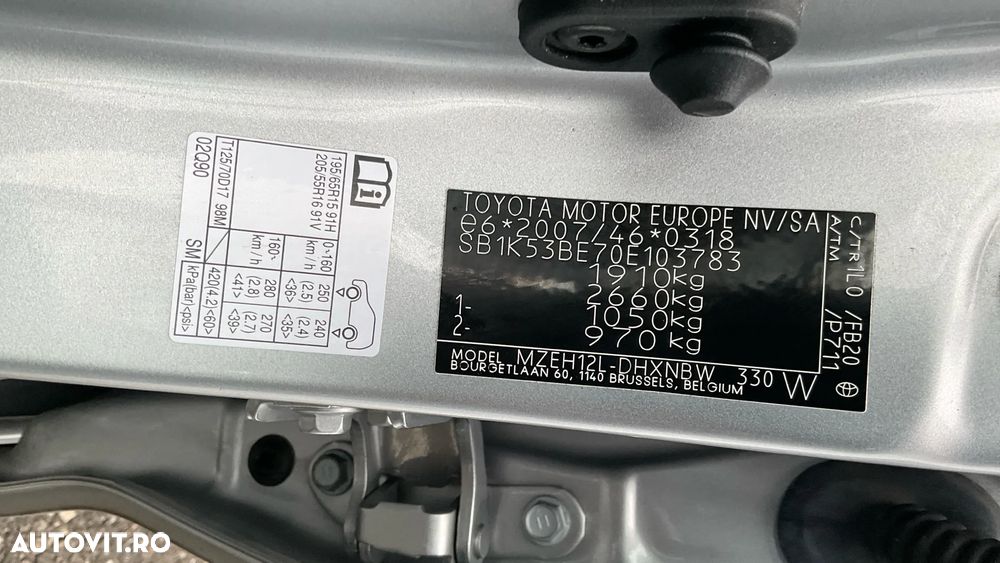 195/65R15 91H
205/55R16 91V
T125/70D17 98M
02Q90
0~160 km/h
250 (2.5) <36>
240 (2.4) <35>
160~ km/h
280 (2.8) <41>
270 (2.7) <39>
420(4.2)<60>
SM kPa(bar)<psi>
TOYOTA MOTOR EUROPE NV/SA
e6*2007/46*0318
SB1K53BE70E103783
1910kg
2660kg
1- 1050kg
2- 970kg
MODEL MZEH12L-DHXNBW 330 W
BOURGETLAAN 60, 1140 BRUSSELS, BELGIUM
C/TR 1L0 /FB20
A/TM /P711
AUTOVIT.RO